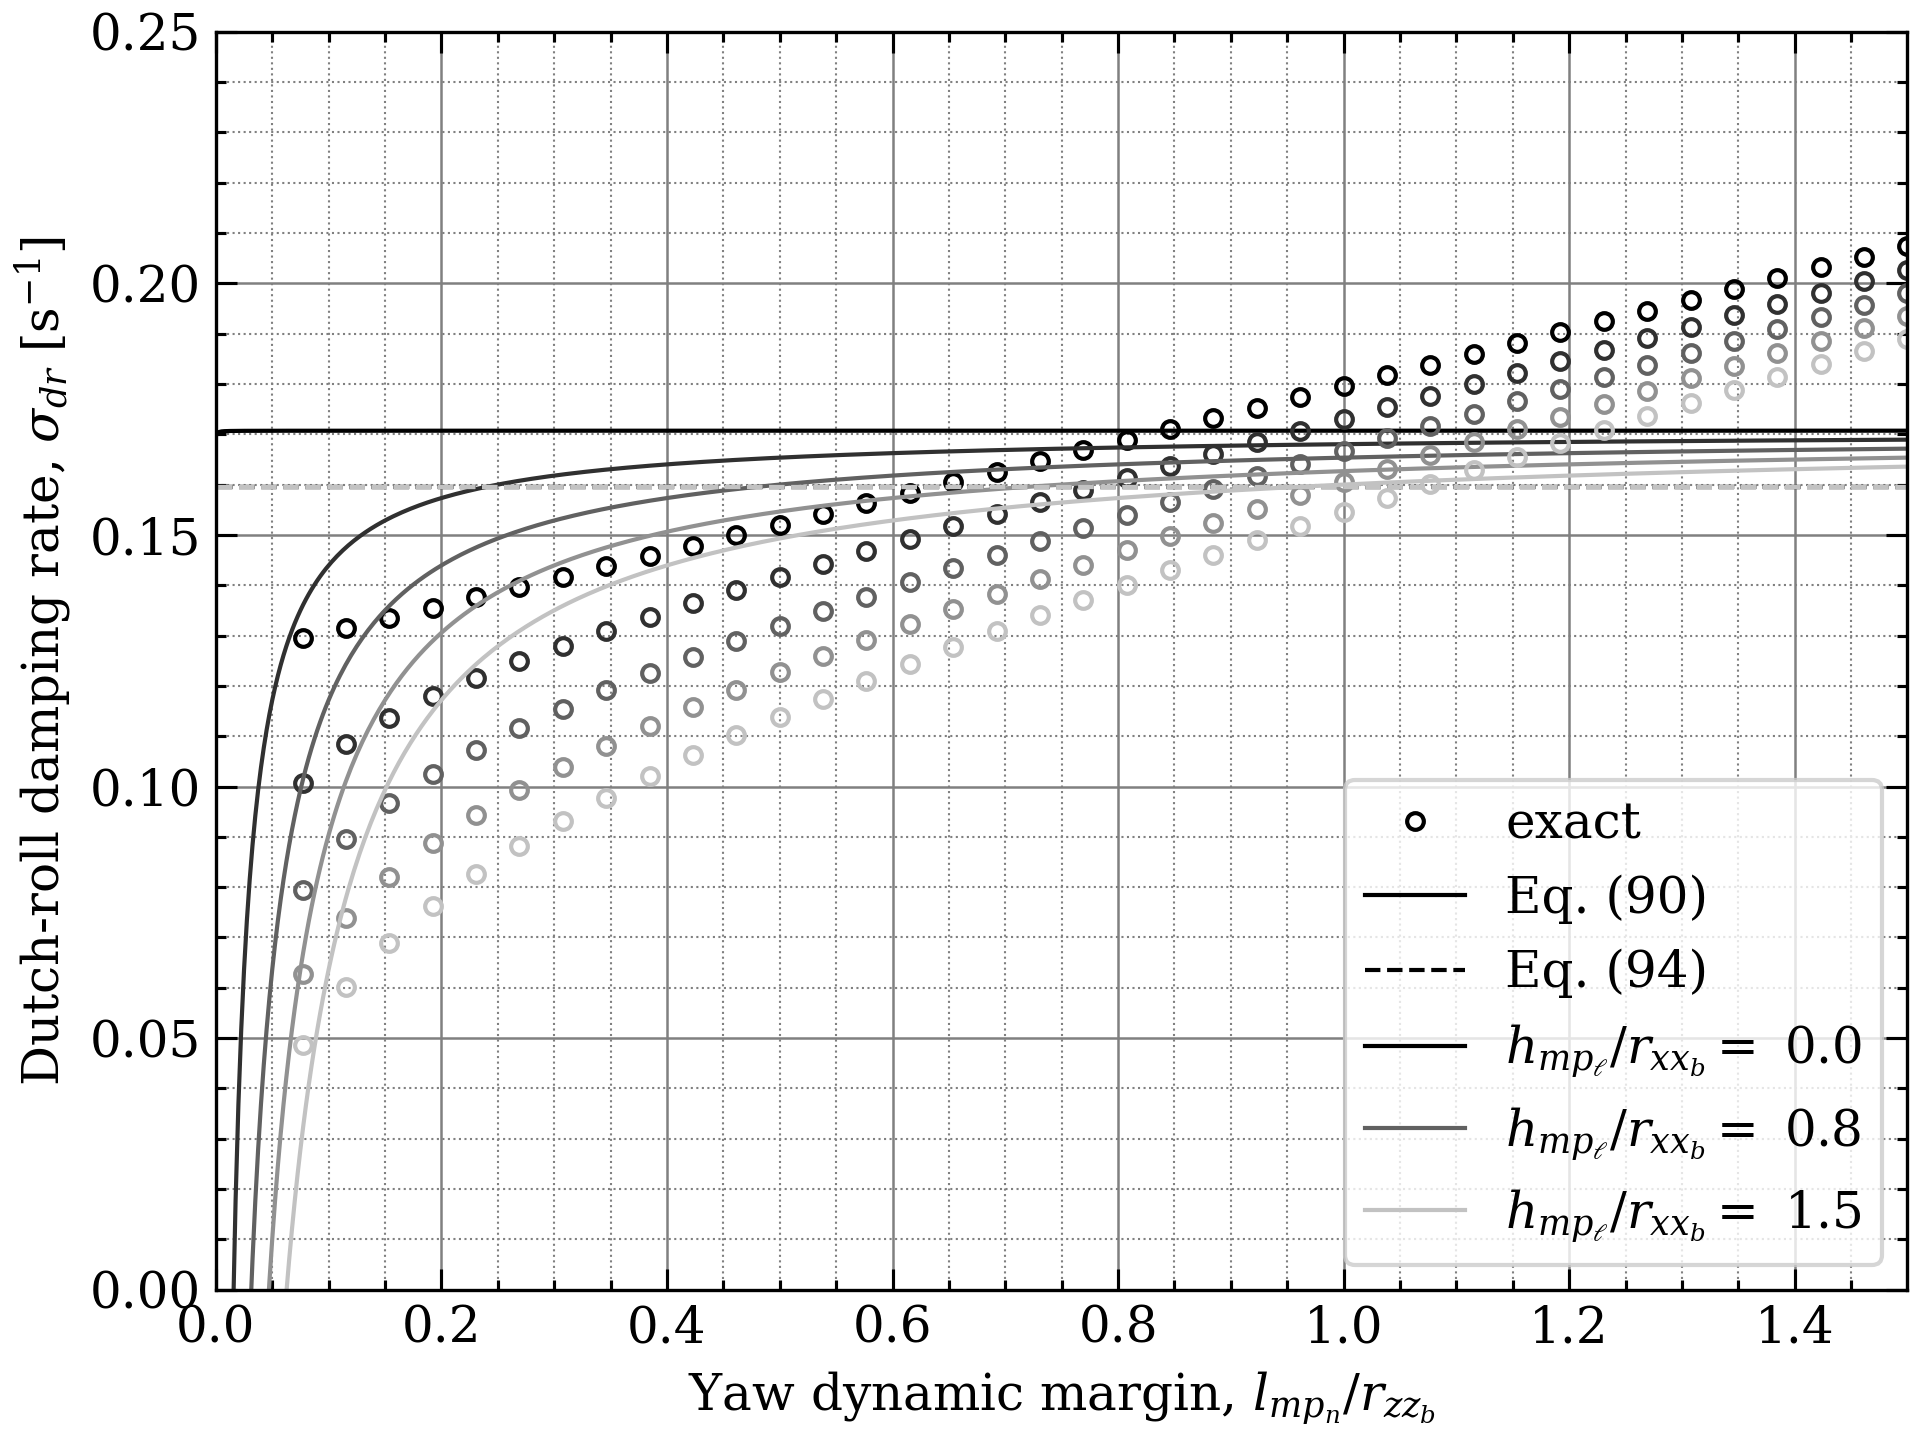 0.25
0.20
0.15
0.10
0.05
0.00
Dutch-roll damping rate, σ_dr [s⁻¹]
0.0 0.2 0.4 0.6 0.8 1.0 1.2 1.4
Yaw dynamic margin, l_mp_n/r_zz_b
exact
Eq. (90)
Eq. (94)
h_mp_ℓ/r_xx_b = 0.0
h_mp_ℓ/r_xx_b = 0.8
h_mp_ℓ/r_xx_b = 1.5